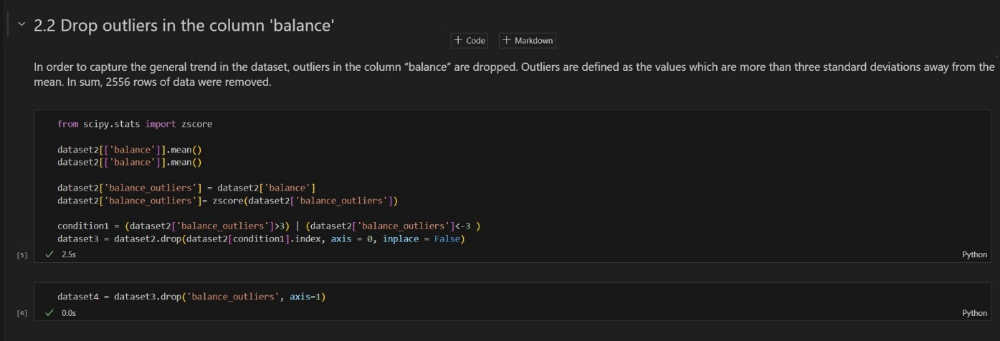 2.2 Drop outliers in the column 'balance'
+ Code + Markdown
In order to capture the general trend in the dataset, outliers in the column “balance” are dropped. Outliers are defined as the values which are more than three standard deviations away from the
mean. In sum, 2556 rows of data were removed.
from scipy.stats import zscore
dataset2[['balance']].mean()
dataset2[['balance']].mean()
dataset2['balance_outliers'] = dataset2['balance']
dataset2['balance_outliers']= zscore(dataset2['balance_outliers'])
condition1 = (dataset2['balance_outliers']>3) | (dataset2['balance_outliers']<-3 )
dataset3 = dataset2.drop(dataset2[condition1].index, axis = 0, inplace = False)
[5] ✓ 2.5s Python
dataset4 = dataset3.drop('balance_outliers', axis=1)
[6] ✓ 0.0s Python